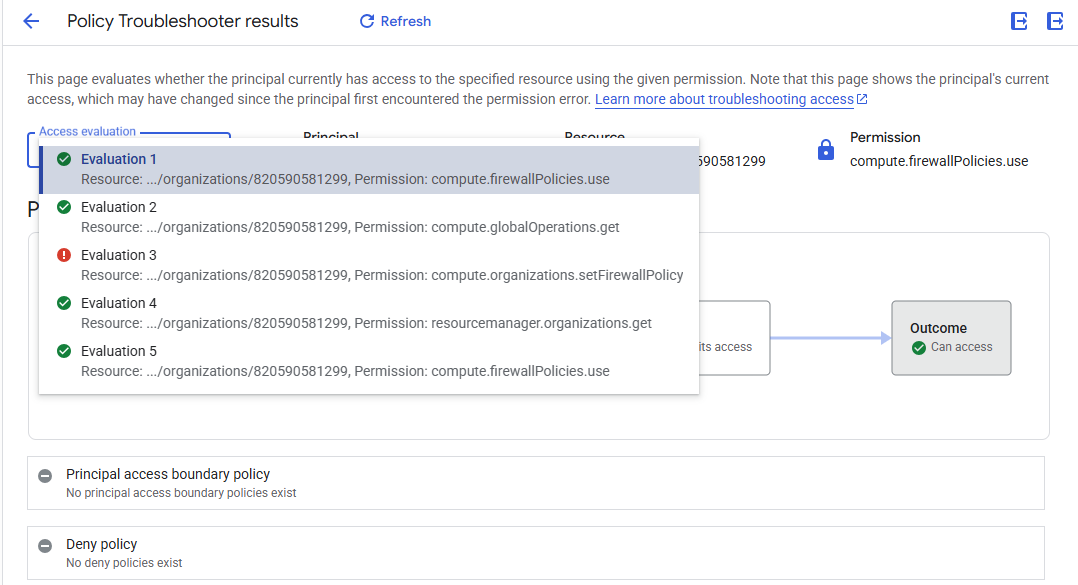 Policy Troubleshooter results
Refresh
This page evaluates whether the principal currently has access to the specified resource using the given permission. Note that this page shows the principal's current
access, which may have changed since the principal first encountered the permission error. Learn more about troubleshooting access
Access evaluation
Principal
Resource
Permission
590581299
compute.firewallPolicies.use
Evaluation 1
Resource: .../organizations/820590581299, Permission: compute.firewallPolicies.use
Evaluation 2
Resource: .../organizations/820590581299, Permission: compute.globalOperations.get
Evaluation 3
Resource: .../organizations/820590581299, Permission: compute.organizations.setFirewallPolicy
Evaluation 4
Resource: .../organizations/820590581299, Permission: resourcemanager.organizations.get
Evaluation 5
Resource: .../organizations/820590581299, Permission: compute.firewallPolicies.use
P
its access
Outcome
Can access
Principal access boundary policy
No principal access boundary policies exist
Deny policy
No deny policies exist